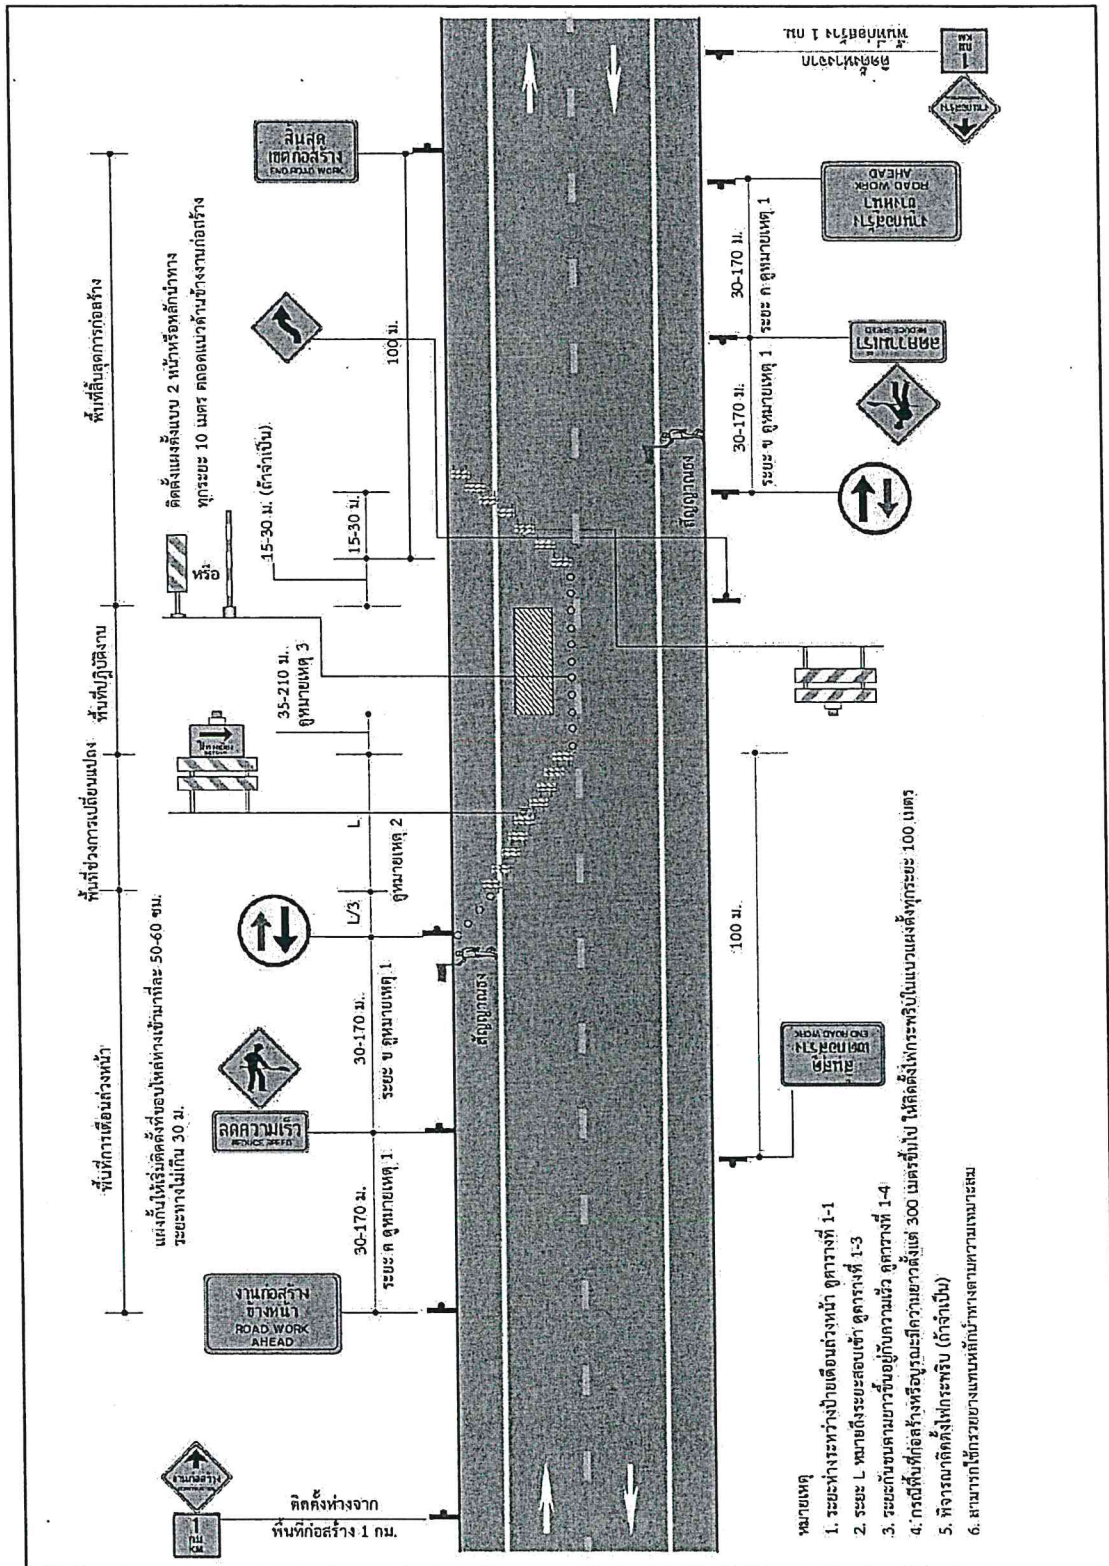 พื้นที่การเตือนล่วงหน้า
พื้นที่ช่วงการเปลี่ยนแปลง
พื้นที่ปฏิบัติงาน
พื้นที่สิ้นสุดการก่อสร้าง
แผงกั้นให้เริ่มติดตั้งที่ขอบไหล่ทางเข้ามาทีละ 50-60 ซม.
ระยะทางไม่เกิน 30 ม.
ติดตั้งแผงตั้งแบบ 2 หน้าหรือหลักนำทาง
ทุกระยะ 10 เมตร ตลอดแนวด้านข้างงานก่อสร้าง
หรือ
1
กม
KM
งานก่อสร้าง
ติดตั้งห่างจาก
พื้นที่ก่อสร้าง 1 กม.
งานก่อสร้าง
ข้างหน้า
ROAD WORK
AHEAD
30-170 ม.
ระยะ ค ดูหมายเหตุ 1
ลดความเร็ว
REDUCE SPEED
30-170 ม.
ระยะ ข ดูหมายเหตุ 1
สัญญาณธง
L/3
L
ดูหมายเหตุ 2
35-210 ม.
ดูหมายเหตุ 3
15-30 ม. (ถ้าจำเป็น)
15-30 ม.
100 ม.
สิ้นสุด
เขตก่อสร้าง
END ROAD WORK
1
กม
KM
งานก่อสร้าง
ติดตั้งห่างจาก
พื้นที่ก่อสร้าง 1 กม.
งานก่อสร้าง
ข้างหน้า
ROAD WORK
AHEAD
30-170 ม.
ระยะ ค ดูหมายเหตุ 1
ลดความเร็ว
REDUCE SPEED
30-170 ม.
ระยะ ข ดูหมายเหตุ 1
สัญญาณธง
100 ม.
สิ้นสุด
เขตก่อสร้าง
END ROAD WORK
หมายเหตุ
1. ระยะห่างระหว่างป้ายเตือนล่วงหน้า ดูตารางที่ 1-1
2. ระยะ L หมายถึงระยะสอบเข้า ดูตารางที่ 1-3
3. ระยะกันชนตามยาวขึ้นอยู่กับความเร็ว ดูตารางที่ 1-4
4. กรณีพื้นที่ก่อสร้างหรือบูรณะมีความยาวตั้งแต่ 300 เมตรขึ้นไป ให้ติดตั้งไฟกระพริบในแนวแผงตั้งทุกระยะ 100 เมตร
5. พิจารณาติดตั้งไฟกระพริบ (ถ้าจำเป็น)
6. สามารถใช้กรวยยางแทนหลักนำทางตามความเหมาะสม